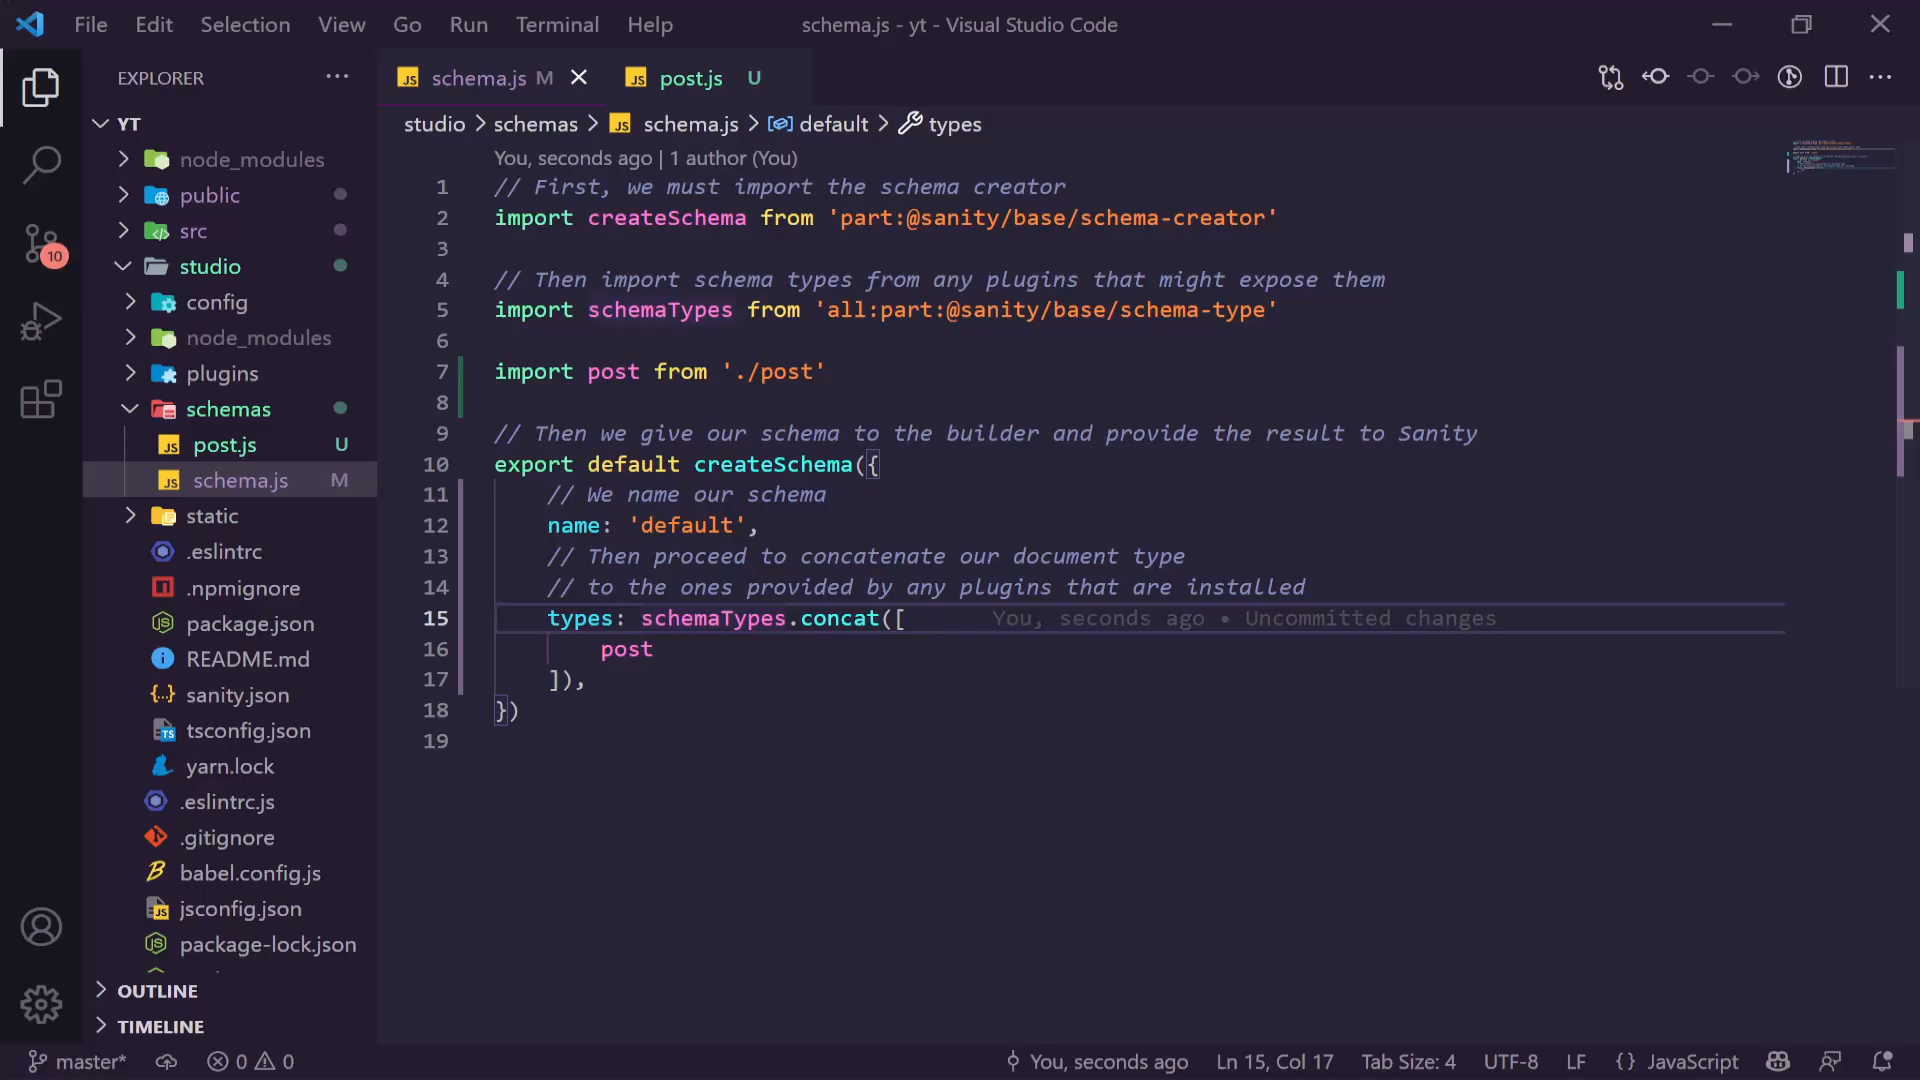 File Edit Selection View Go Run Terminal Help schema.js - yt - Visual Studio Code
EXPLORER
YT
node_modules
public
src
studio
config
node_modules
plugins
schemas
post.js U
schema.js M
static
.eslintrc
.npmignore
package.json
README.md
sanity.json
tsconfig.json
yarn.lock
.eslintrc.js
.gitignore
babel.config.js
jsconfig.json
package-lock.json
OUTLINE
TIMELINE
10
JS schema.js M JS post.js U
studio > schemas > JS schema.js > default > types
You, seconds ago | 1 author (You)
1 // First, we must import the schema creator
2 import createSchema from 'part:@sanity/base/schema-creator'
3
4 // Then import schema types from any plugins that might expose them
5 import schemaTypes from 'all:part:@sanity/base/schema-type'
6
7 import post from './post'
8
9 // Then we give our schema to the builder and provide the result to Sanity
10 export default createSchema({
11 // We name our schema
12 name: 'default',
13 // Then proceed to concatenate our document type
14 // to the ones provided by any plugins that are installed
15 types: schemaTypes.concat([ You, seconds ago • Uncommitted changes
16 post
17 ]),
18 })
19
master* 0 0 You, seconds ago Ln 15, Col 17 Tab Size: 4 UTF-8 LF {} JavaScript